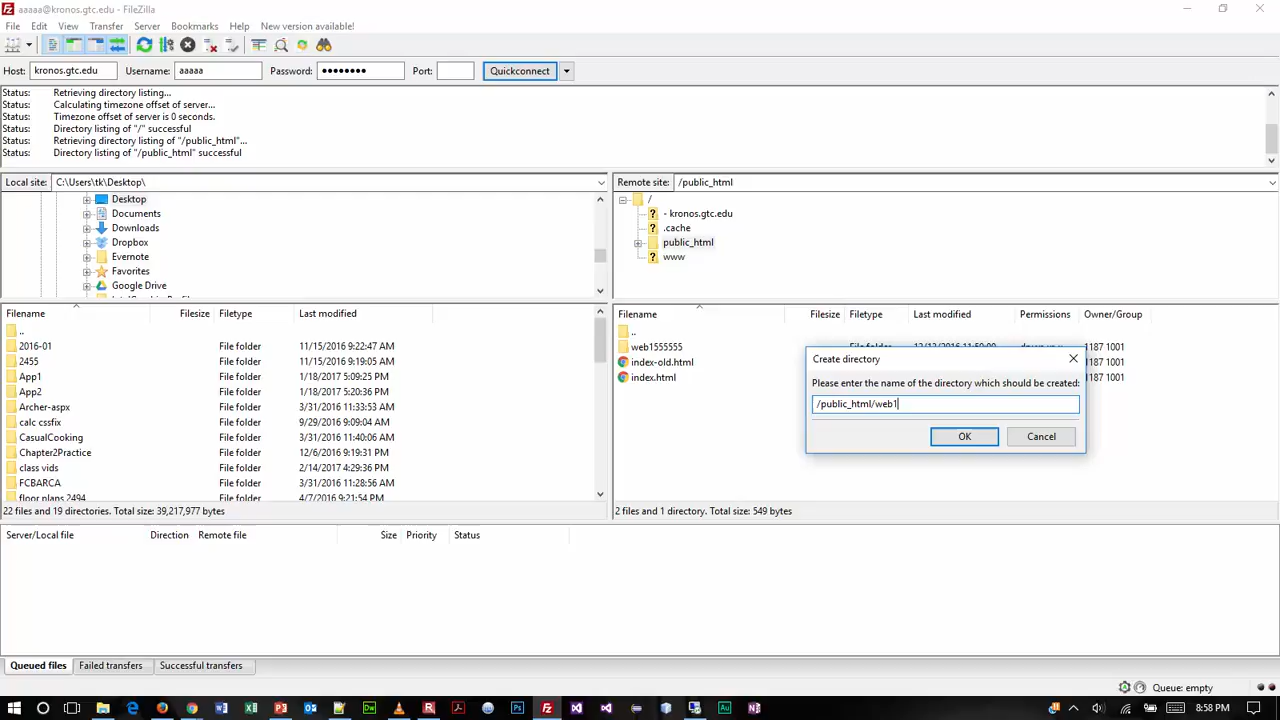 aaaaa@kronos.gtc.edu - FileZilla
File Edit View Transfer Server Bookmarks Help New version available!
Host: kronos.gtc.edu Username: aaaaa Password: ●●●●●●●● Port: Quickconnect
Status: Retrieving directory listing...
Status: Calculating timezone offset of server...
Status: Timezone offset of server is 0 seconds.
Status: Directory listing of "/" successful
Status: Retrieving directory listing of "/public_html"...
Status: Directory listing of "/public_html" successful
Local site: C:\Users\tk\Desktop\
Desktop
Documents
Downloads
Dropbox
Evernote
Favorites
Google Drive
Remote site: /public_html
/
? - kronos.gtc.edu
? .cache
public_html
? www
Filename Filesize Filetype Last modified
..
2016-01 File folder 11/15/2016 9:22:47 AM
2455 File folder 11/15/2016 9:19:05 AM
App1 File folder 1/18/2017 5:09:25 PM
App2 File folder 1/18/2017 5:20:36 PM
Archer-aspx File folder 3/31/2016 11:33:53 AM
calc cssfix File folder 9/29/2016 9:09:04 AM
CasualCooking File folder 3/31/2016 11:40:06 AM
Chapter2Practice File folder 12/6/2016 9:19:31 PM
class vids File folder 2/14/2017 4:29:36 PM
FCBARCA File folder 3/31/2016 11:28:56 AM
floor plans 2494 File folder 4/7/2016 9:21:54 PM
22 files and 19 directories. Total size: 39,217,977 bytes
Filename Filesize Filetype Last modified Permissions Owner/Group
..
web1555555 File folder 1187 1001
index-old.html 1187 1001
index.html 1187 1001
Create directory
Please enter the name of the directory which should be created:
/public_html/web1
OK Cancel
2 files and 1 directory. Total size: 549 bytes
Server/Local file Direction Remote file Size Priority Status
Queued files Failed transfers Successful transfers
Queue: empty
8:58 PM